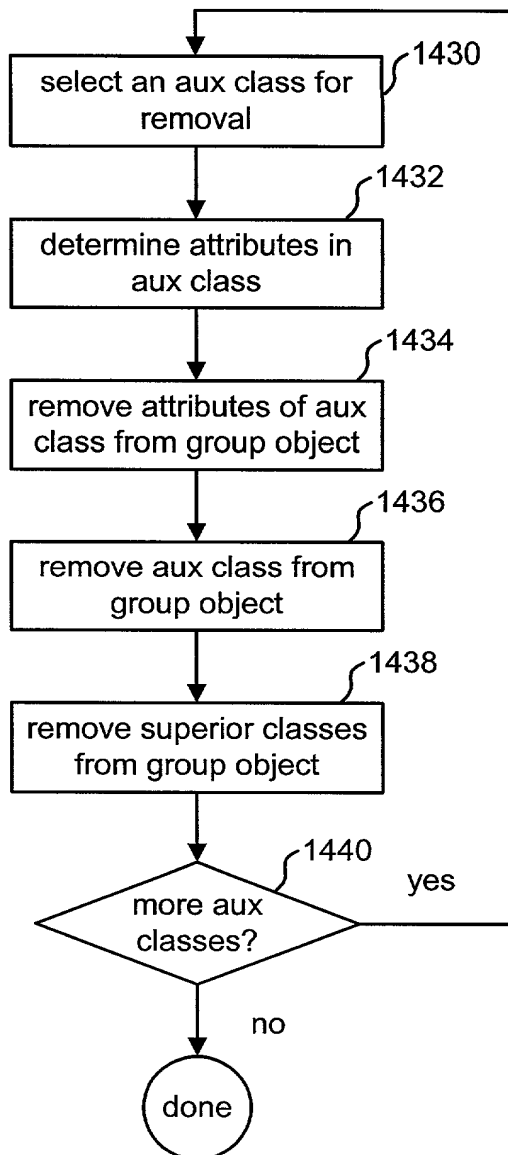 1430
select an aux class for
removal
1432
determine attributes in
aux class
1434
remove attributes of aux
class from group object
1436
remove aux class from
group object
1438
remove superior classes
from group object
1440
more aux
classes?
yes
no
done